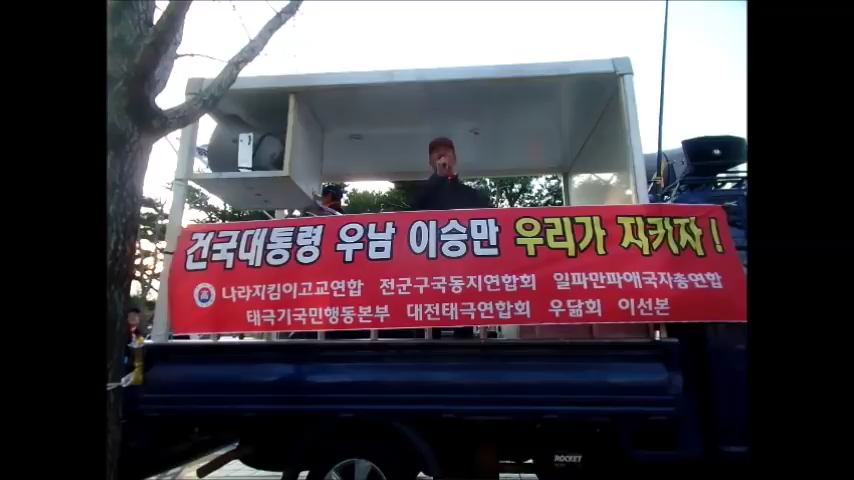 건국대통령 우남 이승만 우리가 지키자!
나라지킴이고교연합 전군구국동지연합회 일파만파애국자총연합
태극기국민행동본부 대전태극연합회 우닮회 이선본
ROCKET